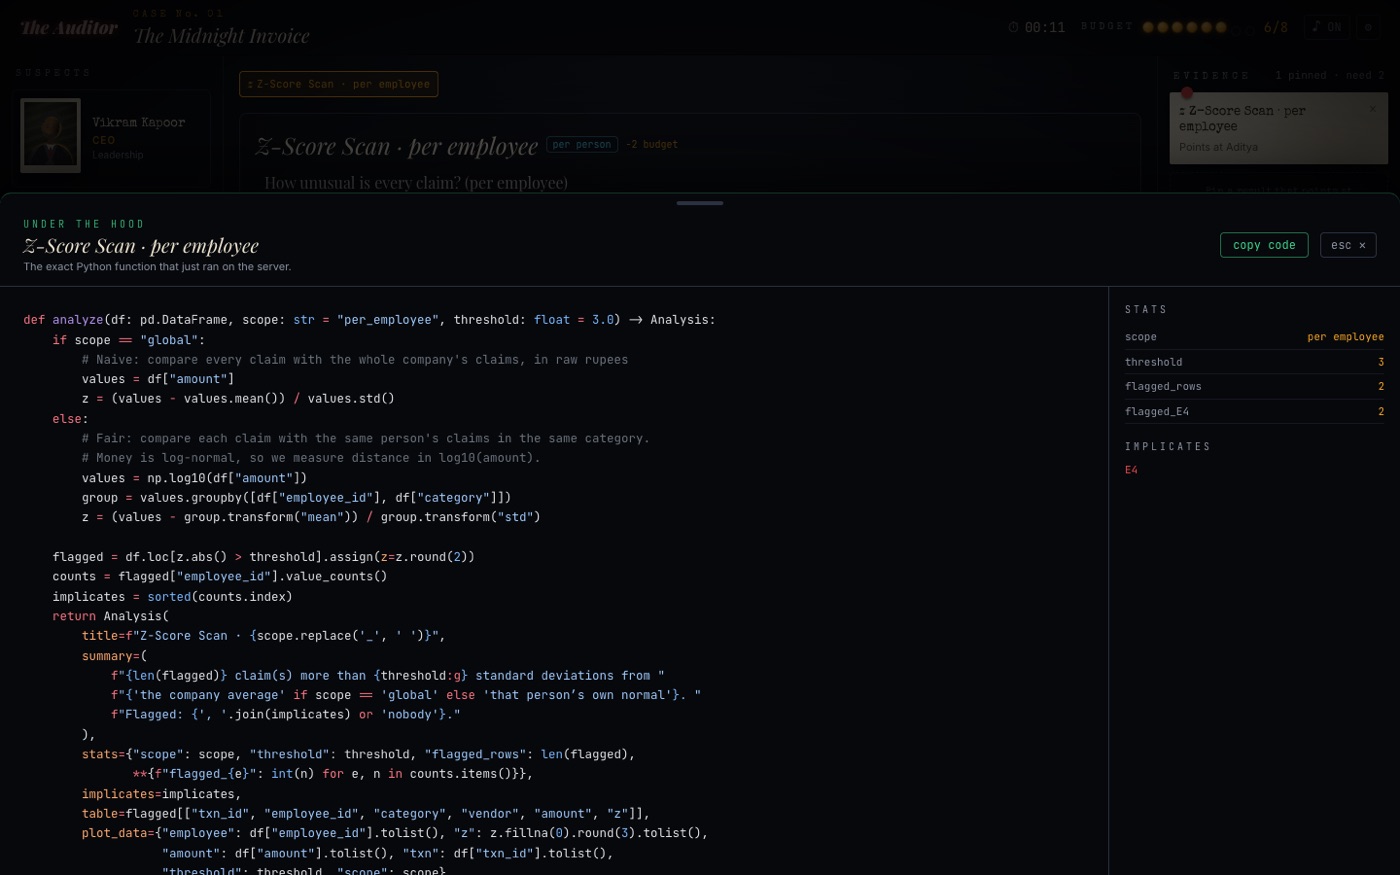 The Auditor
CASE No. 01
The Midnight Invoice
00:11
BUDGET
6/8
♪ ON
SUSPECTS
Vikram Kapoor
CEO
Leadership
Z-Score Scan · per employee
Z-Score Scan · per employee
per person
-2 budget
How unusual is every claim? (per employee)
EVIDENCE
1 pinned · need 2
Z-Score Scan · per
employee
×
Points at Aditya
UNDER THE HOOD
Z-Score Scan · per employee
The exact Python function that just ran on the server.
copy code
esc ×
def analyze(df: pd.DataFrame, scope: str = "per_employee", threshold: float = 3.0) -> Analysis:
    if scope == "global":
        # Naive: compare every claim with the whole company's claims, in raw rupees
        values = df["amount"]
        z = (values - values.mean()) / values.std()
    else:
        # Fair: compare each claim with the same person's claims in the same category.
        # Money is log-normal, so we measure distance in log10(amount).
        values = np.log10(df["amount"])
        group = values.groupby([df["employee_id"], df["category"]])
        z = (values - group.transform("mean")) / group.transform("std")
    flagged = df.loc[z.abs() > threshold].assign(z=z.round(2))
    counts = flagged["employee_id"].value_counts()
    implicates = sorted(counts.index)
    return Analysis(
        title=f"Z-Score Scan · {scope.replace('_', ' ')}",
        summary=(
            f"{len(flagged)} claim(s) more than {threshold:g} standard deviations from "
            f"{'the company average' if scope == 'global' else 'that person’s own normal'}. "
            f"Flagged: {', '.join(implicates) or 'nobody'}."
        ),
        stats={"scope": scope, "threshold": threshold, "flagged_rows": len(flagged),
               **{f"flagged_{e}": int(n) for e, n in counts.items()}},
        implicates=implicates,
        table=flagged[["txn_id", "employee_id", "category", "vendor", "amount", "z"]],
        plot_data={"employee": df["employee_id"].tolist(), "z": z.fillna(0).round(3).tolist(),
                   "amount": df["amount"].tolist(), "txn": df["txn_id"].tolist(),
                   "threshold": threshold, "scope": scope}
STATS
scope per employee
threshold 3
flagged_rows 2
flagged_E4 2
IMPLICATES
E4